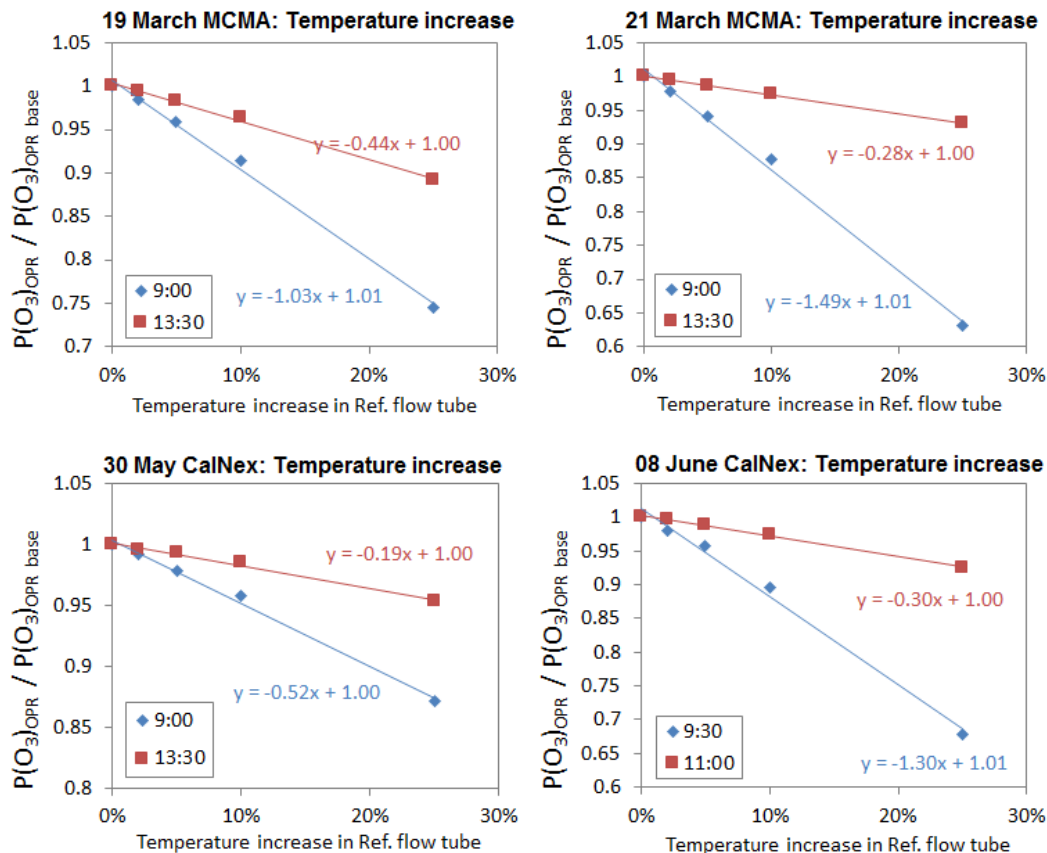 19 March MCMA: Temperature increase
P(O3)OPR / P(O3)OPR base
1.05
1
0.95
0.9
0.85
0.8
0.75
0.7
y = -0.44x + 1.00
y = -1.03x + 1.01
9:00
13:30
0% 10% 20% 30%
Temperature increase in Ref. flow tube
21 March MCMA: Temperature increase
P(O3)OPR / P(O3)OPR base
1.05
1
0.95
0.9
0.85
0.8
0.75
0.7
0.65
0.6
y = -0.28x + 1.00
y = -1.49x + 1.01
9:00
13:30
0% 10% 20% 30%
Temperature increase in Ref. flow tube
30 May CalNex: Temperature increase
P(O3)OPR / P(O3)OPR base
1.05
1
0.95
0.9
0.85
0.8
y = -0.19x + 1.00
y = -0.52x + 1.00
9:00
13:30
0% 10% 20% 30%
Temperature increase in Ref. flow tube
08 June CalNex: Temperature increase
P(O3)OPR / P(O3)OPR base
1.05
1
0.95
0.9
0.85
0.8
0.75
0.7
0.65
0.6
y = -0.30x + 1.00
y = -1.30x + 1.01
9:30
11:00
0% 10% 20% 30%
Temperature increase in Ref. flow tube